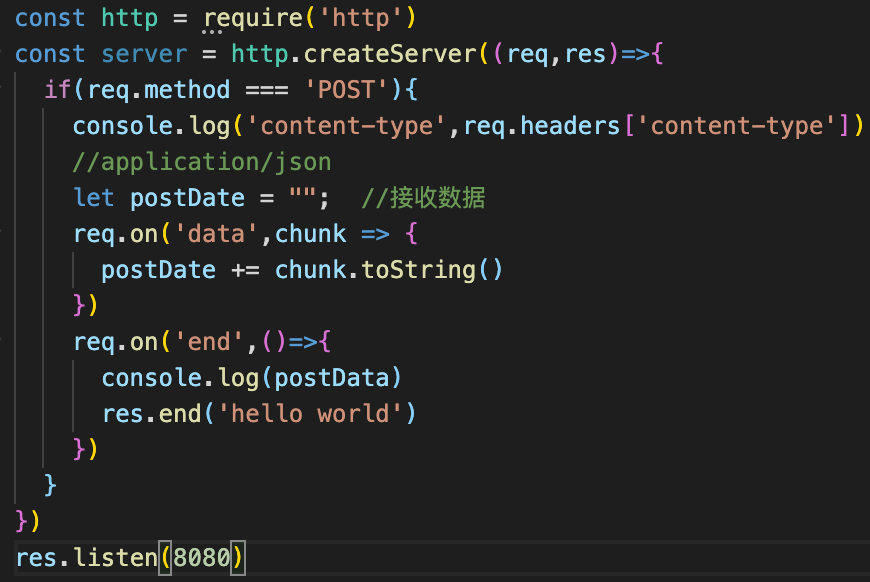 const http = require('http')
const server = http.createServer((req,res)=>{
  if(req.method === 'POST'){
    console.log('content-type',req.headers['content-type'])
    //application/json
    let postDate = "";  //接收数据
    req.on('data',chunk => {
      postDate += chunk.toString()
    })
    req.on('end',()=>{
      console.log(postData)
      res.end('hello world')
    })
  }
})
res.listen(8080)